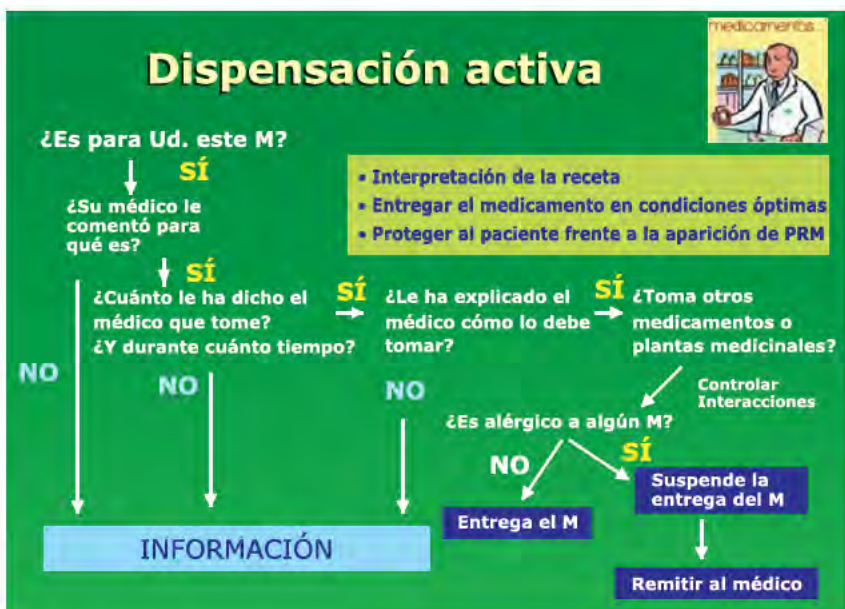 medicamentos...
Dispensación activa
¿Es para Ud. este M?
SÍ
• Interpretación de la receta
• Entregar el medicamento en condiciones óptimas
• Proteger al paciente frente a la aparición de PRM
¿Su médico le
comentó para
qué es?
SÍ
¿Cuánto le ha dicho el
médico que tome?
¿Y durante cuánto tiempo?
SÍ
¿Le ha explicado el
médico cómo lo debe
tomar?
SÍ
¿Toma otros
medicamentos o
plantas medicinales?
NO
NO
NO
Controlar
Interacciones
¿Es alérgico a algún M?
NO
SÍ
Entrega el M
Suspende la
entrega del M
INFORMACIÓN
Remitir al médico